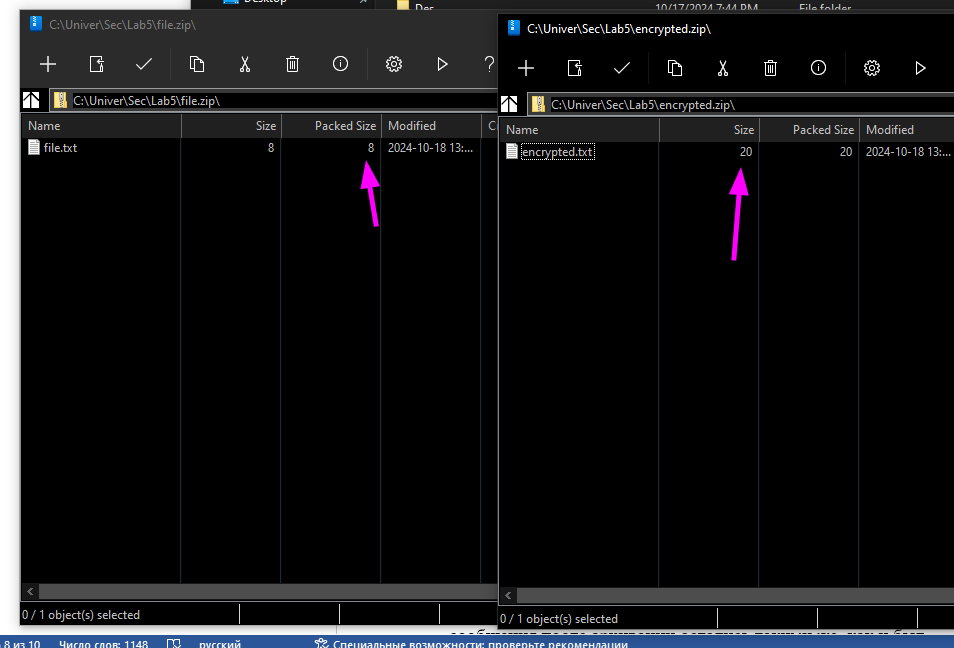 Desktop
Des
10/17/2024 7:44 PM
File folder
C:\Univer\Sec\Lab5\file.zip\
C:\Univer\Sec\Lab5\file.zip\
Name Size Packed Size Modified C
file.txt 8 8 2024-10-18 13:...
0 / 1 object(s) selected
C:\Univer\Sec\Lab5\encrypted.zip\
C:\Univer\Sec\Lab5\encrypted.zip\
Name Size Packed Size Modified
encrypted.txt 20 20 2024-10-18 13:...
0 / 1 object(s) selected
8 из 10 Число слов: 1148 русский Специальные возможности: проверьте рекомендации